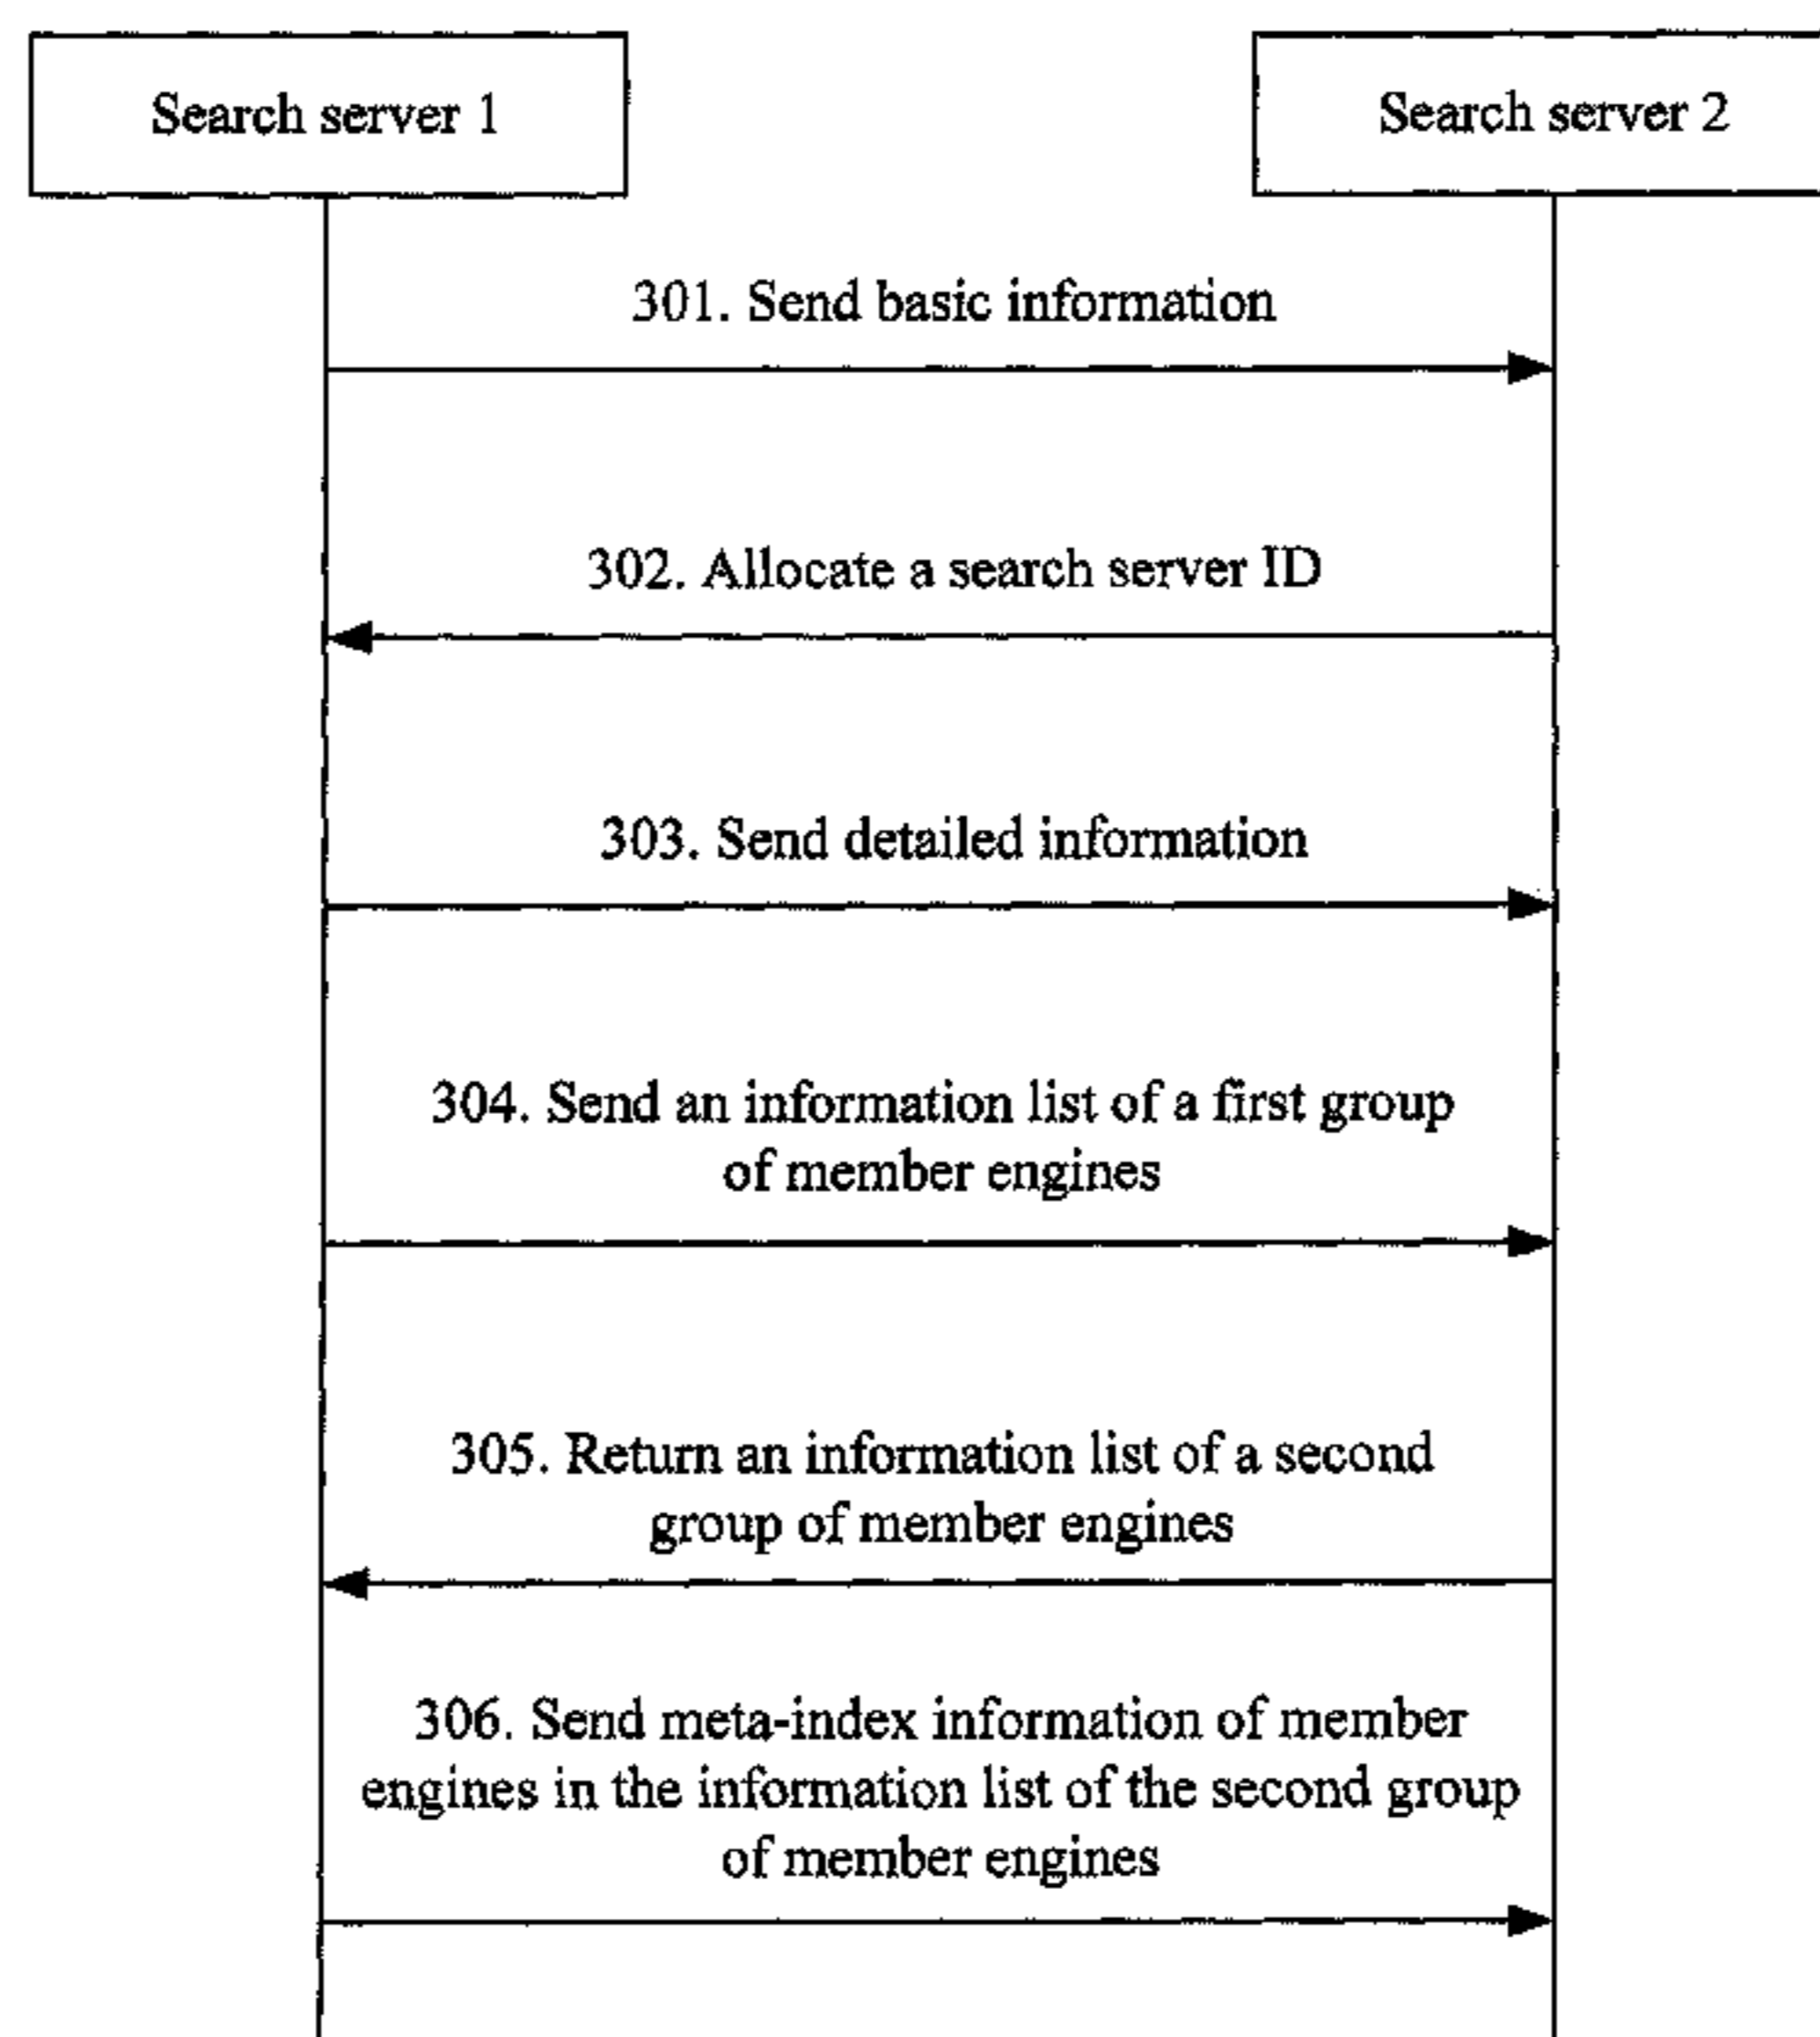 Search server 1
Search server 2
301. Send basic information
302. Allocate a search server ID
303. Send detailed information
304. Send an information list of a first group
of member engines
305. Return an information list of a second
group of member engines
306. Send meta-index information of member
engines in the information list of the second group
of member engines